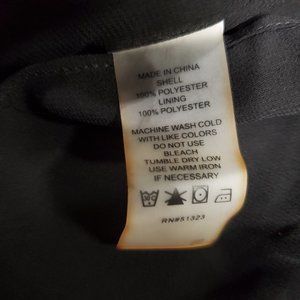 MADE IN CHINA
SHELL
100% POLYESTER
LINING
100% POLYESTER
MACHINE WASH COLD
WITH LIKE COLORS
DO NOT USE
BLEACH
TUMBLE DRY LOW
USE WARM IRON
IF NECESSARY
RN#51323